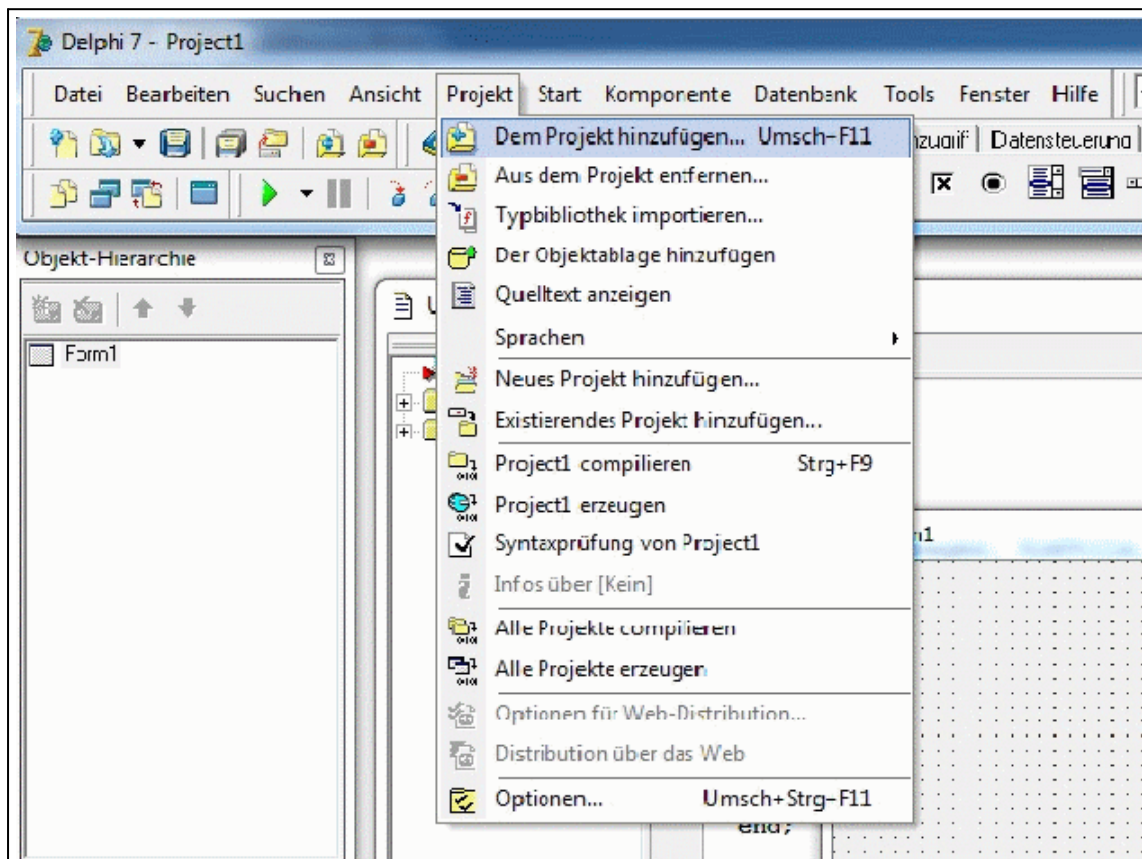 Delphi 7 - Project1
Datei Bearbeiten Suchen Ansicht Projekt Start Komponente Datenbank Tools Fenster Hilfe
Dem Projekt hinzufügen... Umsch-F11
Datensteuerung
Aus dem Projekt entfernen...
Typbibliothek importieren...
Der Objektablage hinzufügen
Quelltext anzeigen
Sprachen
Neues Projekt hinzufügen...
Existierendes Projekt hinzufügen...
Project1 compilieren Strg+F9
Project1 erzeugen
Syntaxprüfung von Project1
Infos über [Kein]
Alle Projekte compilieren
Alle Projekte erzeugen
Optionen für Web-Distribution...
Distribution über das Web
Optionen... Umsch+Strg-F11
Objekt-Hierarchie
Form1
end;